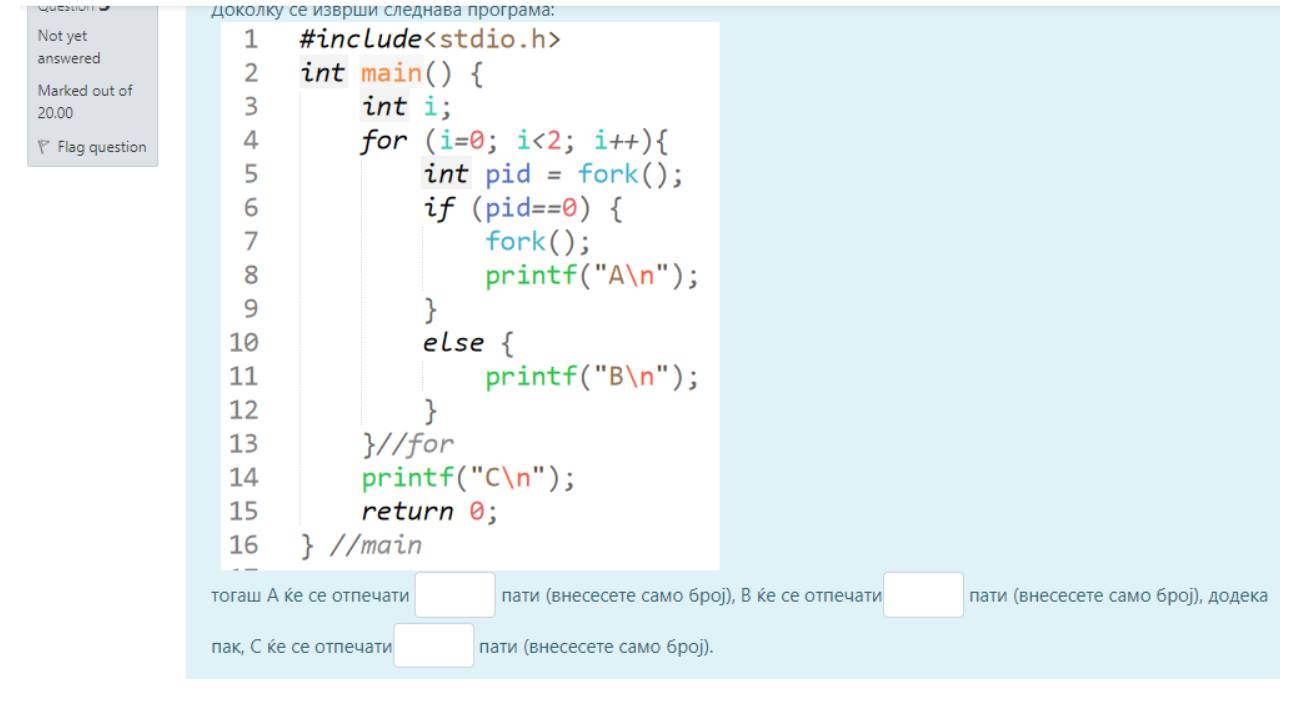 Question 5
Not yet
answered
Marked out of
20.00
Flag question
Доколку се изврши следнава програма:
1 #include<stdio.h>
2 int main() {
3 int i;
4 for (i=0; i<2; i++){
5 int pid = fork();
6 if (pid==0) {
7 fork();
8 printf("A\n");
9 }
10 else {
11 printf("B\n");
12 }
13 }//for
14 printf("C\n");
15 return 0;
16 } //main
тогаш A ќе се отпечати пати (внесесете само број), B ќе се отпечати пати (внесесете само број), додека
пак, C ќе се отпечати пати (внесесете само број).